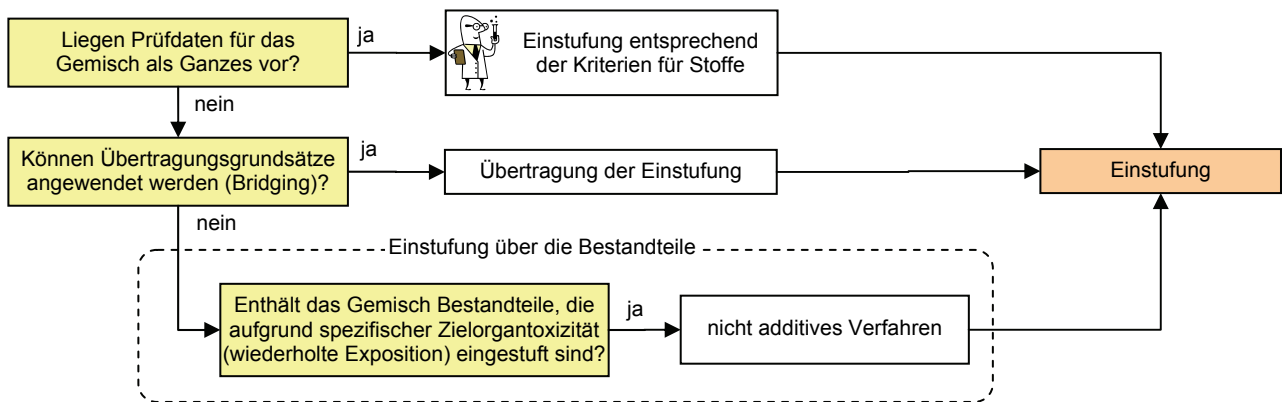 Liegen Prüfdaten für das
Gemisch als Ganzes vor?
ja
Einstufung entsprechend
der Kriterien für Stoffe
nein
Können Übertragungsgrundsätze
angewendet werden (Bridging)?
ja
Übertragung der Einstufung
Einstufung
nein
Einstufung über die Bestandteile
Enthält das Gemisch Bestandteile, die
aufgrund spezifischer Zielorgantoxizität
(wiederholte Exposition) eingestuft sind?
ja
nicht additives Verfahren